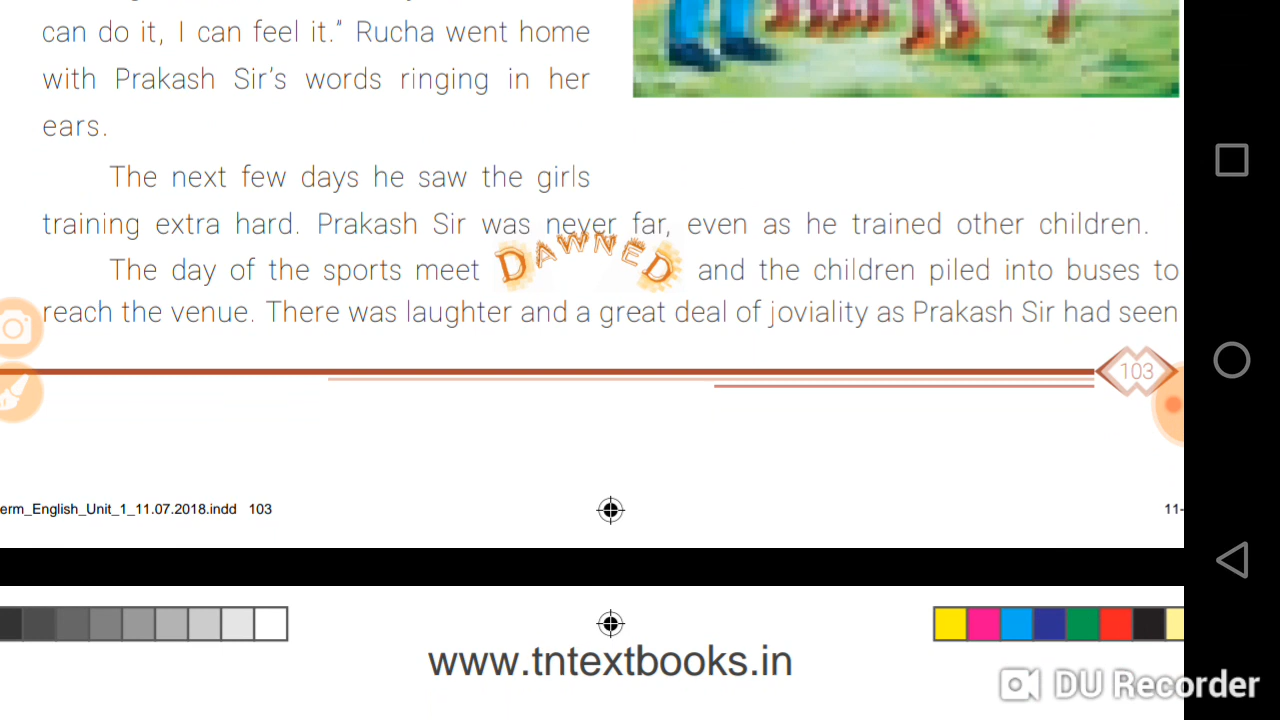 can do it, I can feel it.” Rucha went home
with Prakash Sir’s words ringing in her
ears.
The next few days he saw the girls
training extra hard. Prakash Sir was never far, even as he trained other children.
The day of the sports meet DAWNED and the children piled into buses to
reach the venue. There was laughter and a great deal of joviality as Prakash Sir had seen
103
erm_English_Unit_1_11.07.2018.indd 103
11-
www.tntextbooks.in
DU Recorder